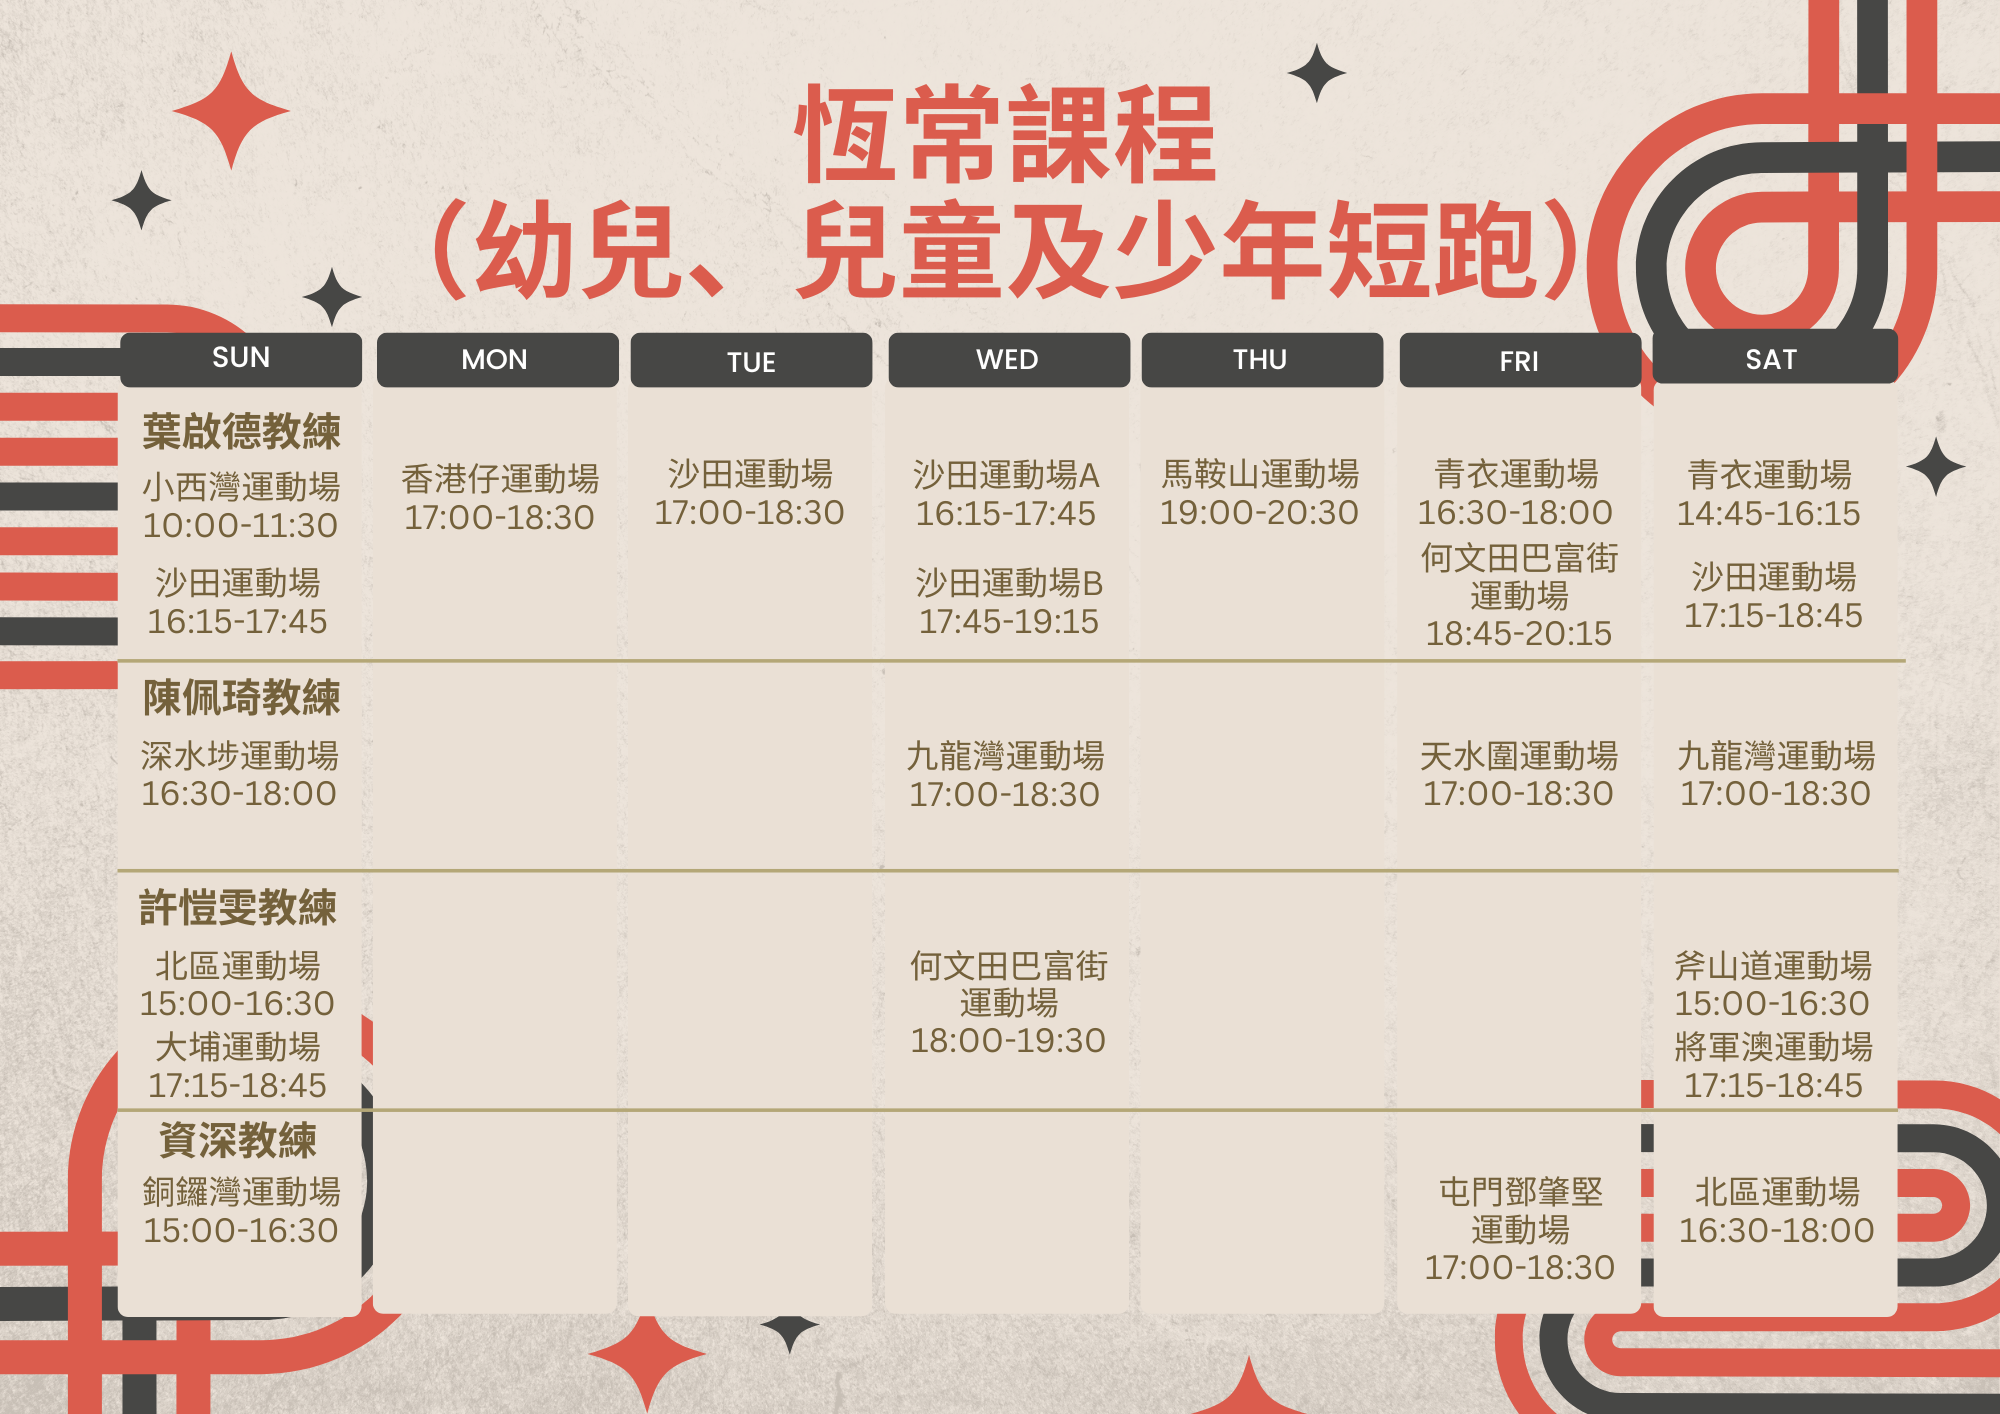 恆常課程
（幼兒、兒童及少年短跑）
SUN
MON
TUE
WED
THU
FRI
SAT
葉啟德教練
小西灣運動場
10:00-11:30
沙田運動場
16:15-17:45
香港仔運動場
17:00-18:30
沙田運動場
17:00-18:30
沙田運動場A
16:15-17:45
沙田運動場B
17:45-19:15
馬鞍山運動場
19:00-20:30
青衣運動場
16:30-18:00
何文田巴富街
運動場
18:45-20:15
青衣運動場
14:45-16:15
沙田運動場
17:15-18:45
陳佩琦教練
深水埗運動場
16:30-18:00
九龍灣運動場
17:00-18:30
天水圍運動場
17:00-18:30
九龍灣運動場
17:00-18:30
許愷雯教練
北區運動場
15:00-16:30
大埔運動場
17:15-18:45
何文田巴富街
運動場
18:00-19:30
斧山道運動場
15:00-16:30
將軍澳運動場
17:15-18:45
資深教練
銅鑼灣運動場
15:00-16:30
屯門鄧肇堅
運動場
17:00-18:30
北區運動場
16:30-18:00